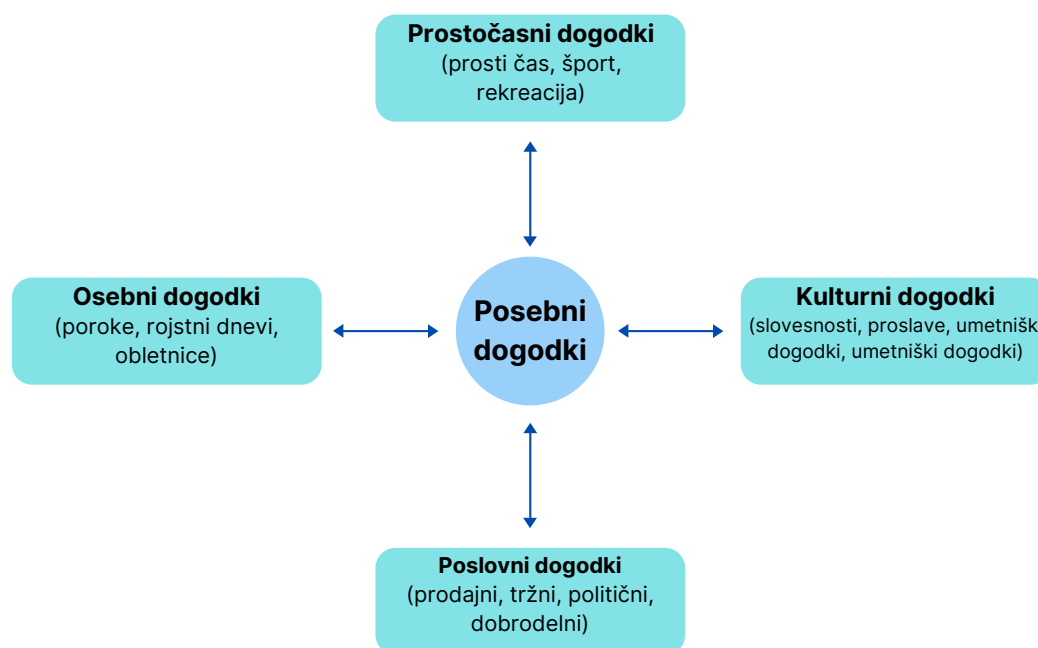 Prostočasni dogodki
(prosti čas, šport,
rekreacija)
Osebni dogodki
(poroke, rojstni dnevi,
obletnice)
Posebni
dogodki
Kulturni dogodki
(slovesnosti, proslave, umetnišk
dogodki, umetniški dogodki)
Poslovni dogodki
(prodajni, tržni, politični,
dobrodelni)